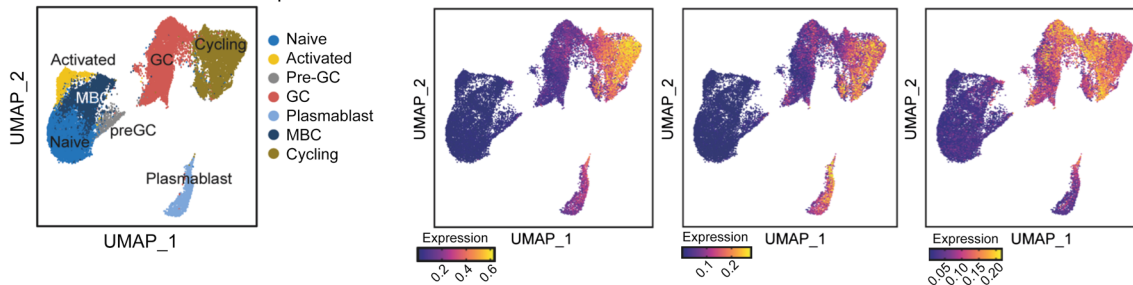 Naive
Activated
Pre-GC
GC
Plasmablast
MBC
Cycling
Activated
MBC
Naive
preGC
GC
Cycling
Plasmablast
UMAP_2
UMAP_1
UMAP_2
UMAP_1
Expression
0.2 0.4 0.6
UMAP_2
UMAP_1
Expression
0.1 0.2
UMAP_2
UMAP_1
Expression
0.05 0.10 0.15 0.20